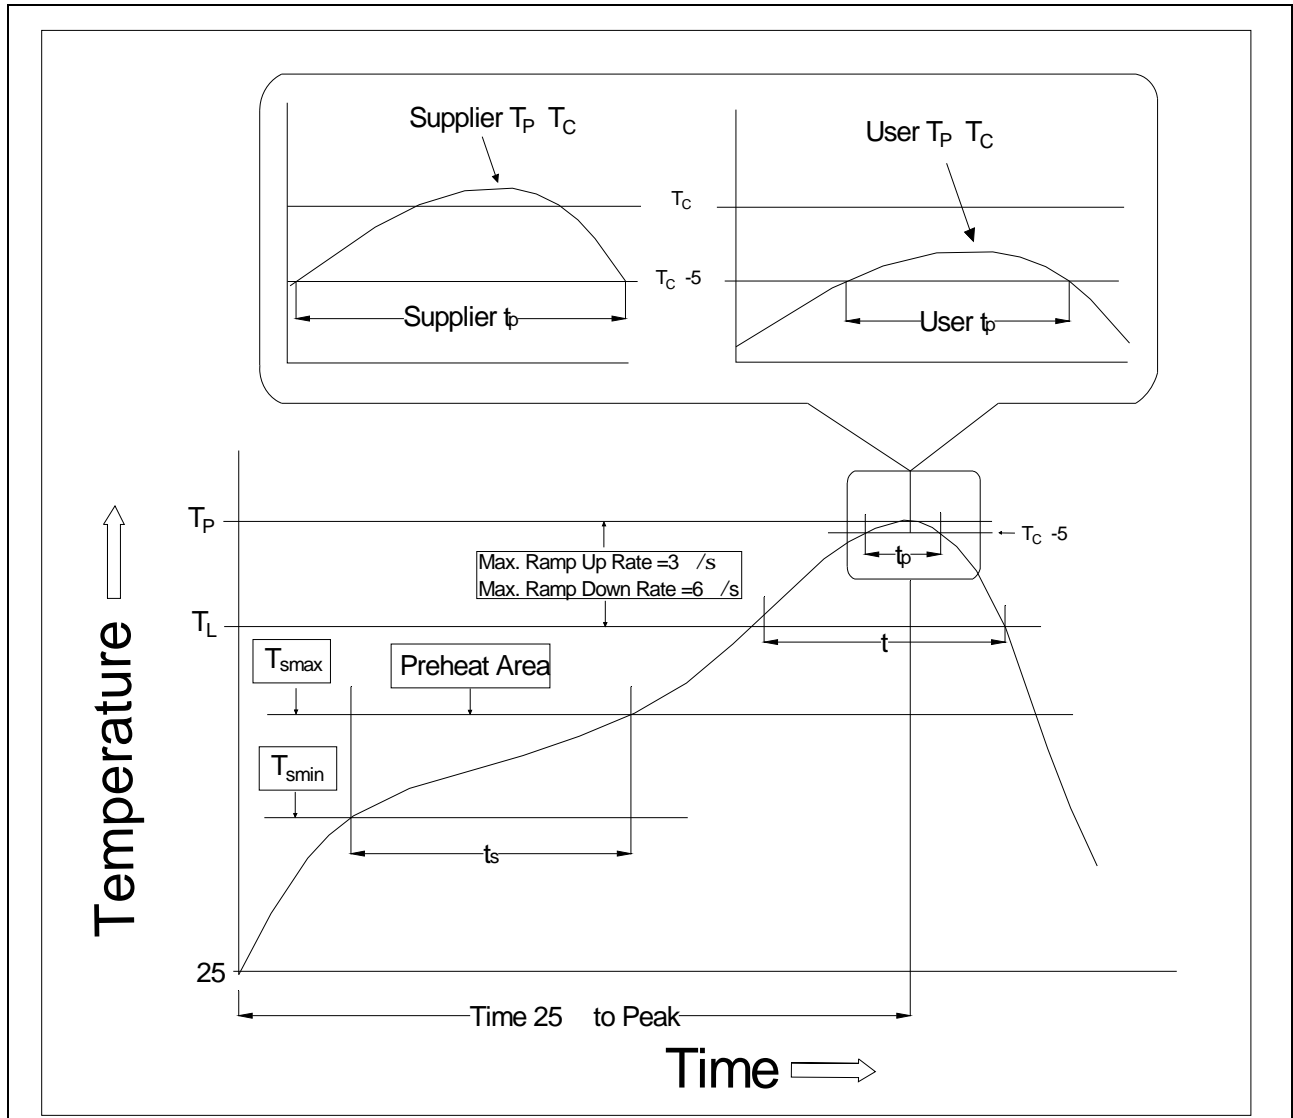 Supplier TP TC
User TP TC
TC
TC -5
Supplier tp
User tp
TP
TC -5
tp
Max. Ramp Up Rate =3 /s
Max. Ramp Down Rate =6 /s
TL
t
Tsmax
Preheat Area
Tsmin
ts
Temperature
25
Time 25 to Peak
Time